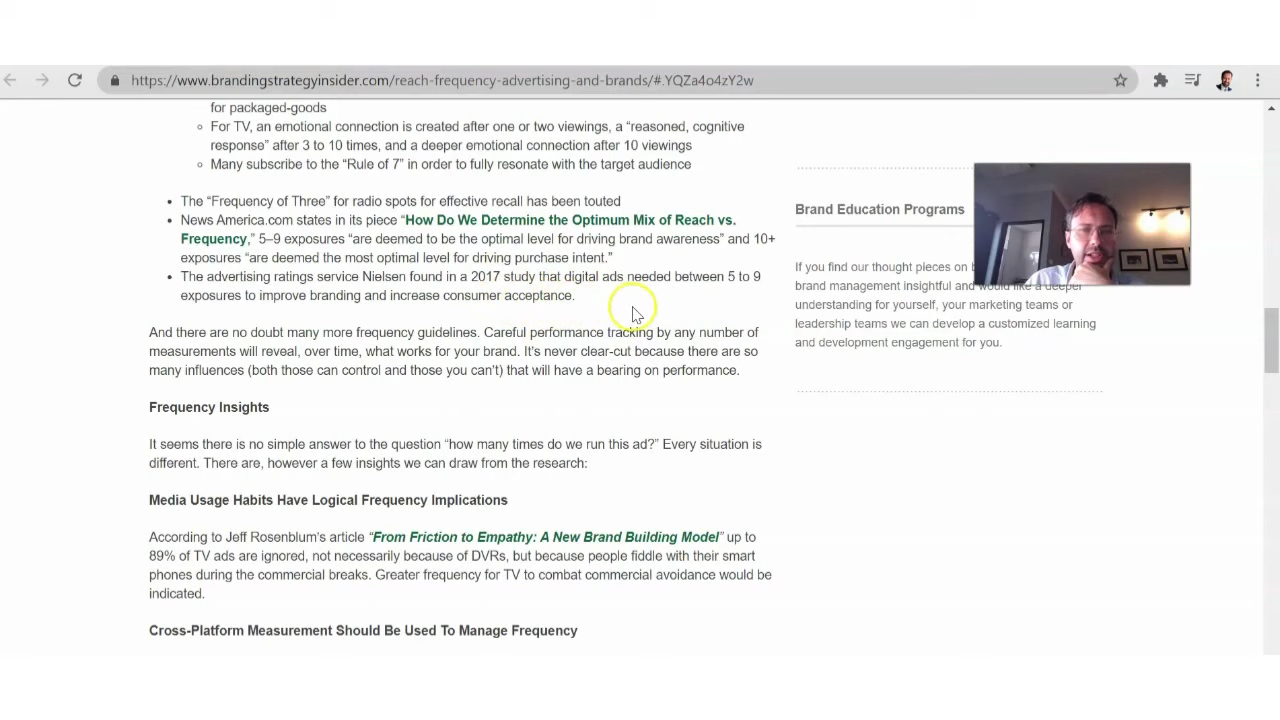 https://www.brandingstrategyinsider.com/reach-frequency-advertising-and-brands/#.YQZa4o4zY2w
for packaged-goods
For TV, an emotional connection is created after one or two viewings, a “reasoned, cognitive
response” after 3 to 10 times, and a deeper emotional connection after 10 viewings
Many subscribe to the “Rule of 7” in order to fully resonate with the target audience
The “Frequency of Three” for radio spots for effective recall has been touted
News America.com states in its piece “How Do We Determine the Optimum Mix of Reach vs.
Frequency,” 5–9 exposures “are deemed to be the optimal level for driving brand awareness” and 10+
exposures “are deemed the most optimal level for driving purchase intent.”
The advertising ratings service Nielsen found in a 2017 study that digital ads needed between 5 to 9
exposures to improve branding and increase consumer acceptance.
And there are no doubt many more frequency guidelines. Careful performance tracking by any number of
measurements will reveal, over time, what works for your brand. It's never clear-cut because there are so
many influences (both those can control and those you can't) that will have a bearing on performance.
Frequency Insights
It seems there is no simple answer to the question “how many times do we run this ad?” Every situation is
different. There are, however a few insights we can draw from the research:
Media Usage Habits Have Logical Frequency Implications
According to Jeff Rosenblum's article “From Friction to Empathy: A New Brand Building Model” up to
89% of TV ads are ignored, not necessarily because of DVRs, but because people fiddle with their smart
phones during the commercial breaks. Greater frequency for TV to combat commercial avoidance would be
indicated.
Cross-Platform Measurement Should Be Used To Manage Frequency
Brand Education Programs
If you find our thought pieces on
brand management insightful and would like a deeper
understanding for yourself, your marketing teams or
leadership teams we can develop a customized learning
and development engagement for you.